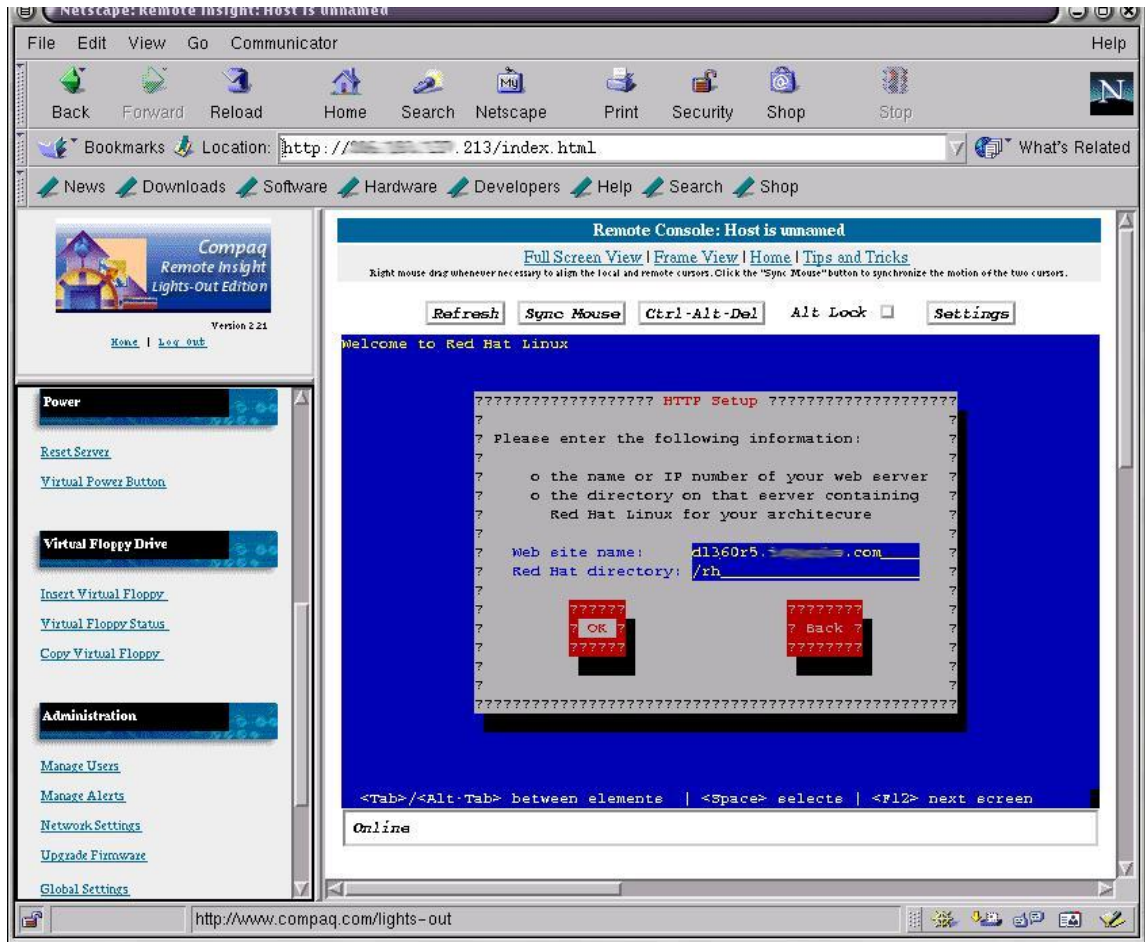 Netscape: Remote Insight: Host is unnamed
File Edit View Go Communicator Help
Back Forward Reload Home Search Netscape Print Security Shop Stop
My
N
Bookmarks Location: http:// .213/index.html What's Related
News Downloads Software Hardware Developers Help Search Shop
Compaq
Remote Insight
Lights-Out Edition
Version 2.21
Home | Log out
Power
Reset Server
Virtual Power Button
Virtual Floppy Drive
Insert Virtual Floppy
Virtual Floppy Status
Copy Virtual Floppy
Administration
Manage Users
Manage Alerts
Network Settings
Upgrade Firmware
Global Settings
Remote Console: Host is unnamed
Full Screen View | Frame View | Home | Tips and Tricks
Right mouse drag whenever necessary to align the local and remote cursors. Click the "Sync Mouse" button to synchronize the motion of the two cursors.
Refresh Sync Mouse Ctrl-Alt-Del Alt Lock Settings
Welcome to Red Hat Linux
??????????????????? HTTP Setup ????????????????????
? ?
? Please enter the following information: ?
? ?
? o the name or IP number of your web server ?
? o the directory on that server containing ?
? Red Hat Linux for your architecure ?
? ?
? Web site name: dl360r5. .com____ ?
? Red Hat directory: /rh______________________ ?
? ?
? ?????? ???????? ?
? ? OK ? ? Back ? ?
? ?????? ???????? ?
? ?
? ?
?????????????????????????????????????????????????????
<Tab>/<Alt-Tab> between elements | <Space> selects | <F12> next screen
Online
http://www.compaq.com/lights-out